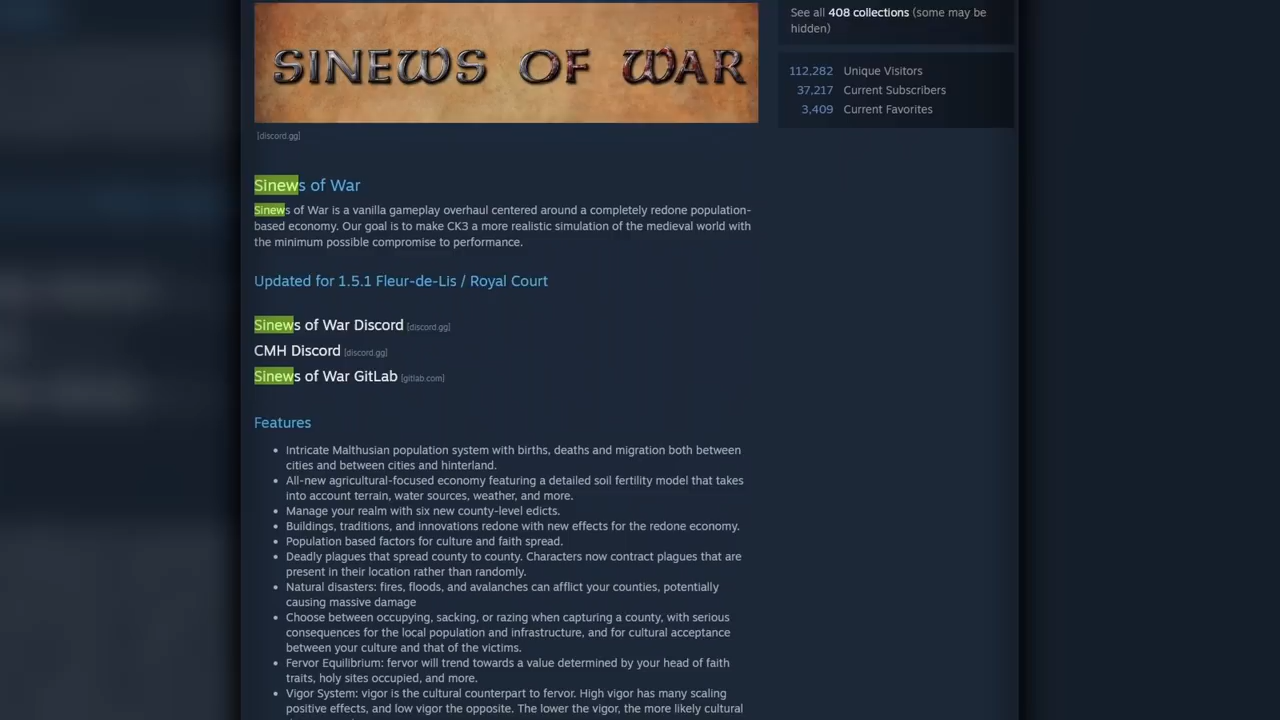 See all 408 collections (some may be
hidden)
SINEWS OF WAR
112,282 Unique Visitors
37,217 Current Subscribers
3,409 Current Favorites
[discord.gg]
Sinews of War
Sinews of War is a vanilla gameplay overhaul centered around a completely redone population-
based economy. Our goal is to make CK3 a more realistic simulation of the medieval world with
the minimum possible compromise to performance.
Updated for 1.5.1 Fleur-de-Lis / Royal Court
Sinews of War Discord [discord.gg]
CMH Discord [discord.gg]
Sinews of War GitLab [gitlab.com]
Features
• Intricate Malthusian population system with births, deaths and migration both between
cities and between cities and hinterland.
• All-new agricultural-focused economy featuring a detailed soil fertility model that takes
into account terrain, water sources, weather, and more.
• Manage your realm with six new county-level edicts.
• Buildings, traditions, and innovations redone with new effects for the redone economy.
• Population based factors for culture and faith spread.
• Deadly plagues that spread county to county. Characters now contract plagues that are
present in their location rather than randomly.
• Natural disasters: fires, floods, and avalanches can afflict your counties, potentially
causing massive damage
• Choose between occupying, sacking, or razing when capturing a county, with serious
consequences for the local population and infrastructure, and for cultural acceptance
between your culture and that of the victims.
• Fervor Equilibrium: fervor will trend towards a value determined by your head of faith
traits, holy sites occupied, and more.
• Vigor System: vigor is the cultural counterpart to fervor. High vigor has many scaling
positive effects, and low vigor the opposite. The lower the vigor, the more likely cultural